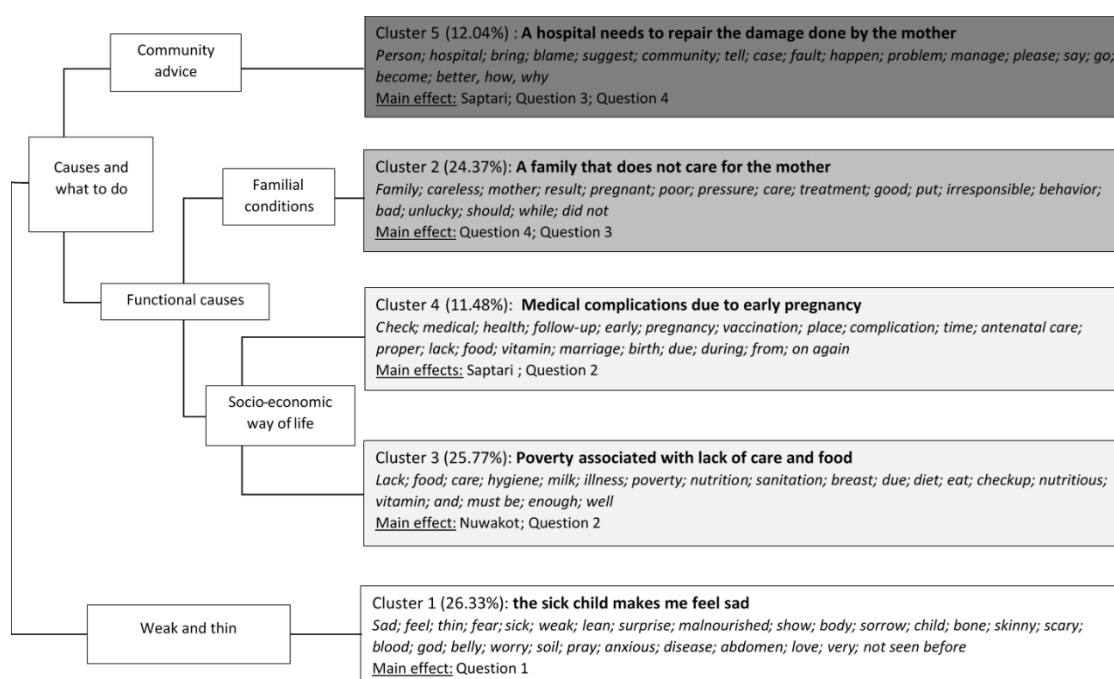 Community
advice
Cluster 5 (12.04%) : A hospital needs to repair the damage done by the mother
Person; hospital; bring; blame; suggest; community; tell; case; fault; happen; problem; manage; please; say; go;
become; better, how, why
Main effect: Saptari; Question 3; Question 4
Causes and
what to do
Familial
conditions
Cluster 2 (24.37%): A family that does not care for the mother
Family; careless; mother; result; pregnant; poor; pressure; care; treatment; good; put; irresponsible; behavior;
bad; unlucky; should; while; did not
Main effect: Question 4; Question 3
Functional causes
Cluster 4 (11.48%): Medical complications due to early pregnancy
Check; medical; health; follow-up; early; pregnancy; vaccination; place; complication; time; antenatal care;
proper; lack; food; vitamin; marriage; birth; due; during; from; on again
Main effects: Saptari ; Question 2
Socio-economic
way of life
Cluster 3 (25.77%): Poverty associated with lack of care and food
Lack; food; care; hygiene; milk; illness; poverty; nutrition; sanitation; breast; due; diet; eat; checkup; nutritious;
vitamin; and; must be; enough; well
Main effect: Nuwakot; Question 2
Weak and thin
Cluster 1 (26.33%): the sick child makes me feel sad
Sad; feel; thin; fear; sick; weak; lean; surprise; malnourished; show; body; sorrow; child; bone; skinny; scary;
blood; god; belly; worry; soil; pray; anxious; disease; abdomen; love; very; not seen before
Main effect: Question 1